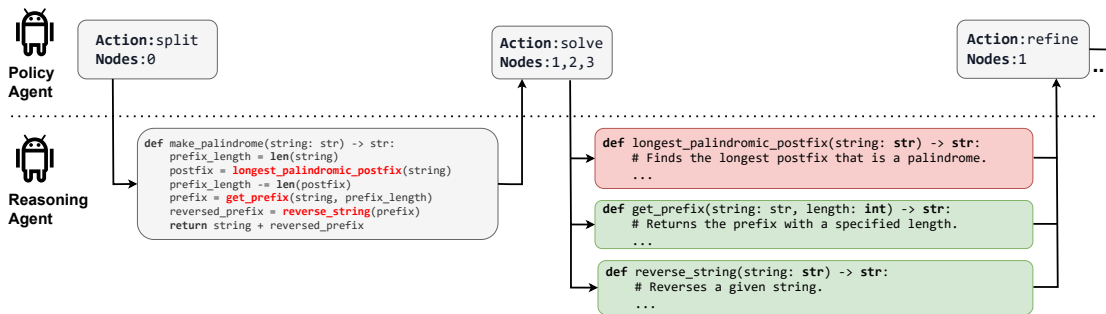 Policy
Agent
Action:split
Nodes:0
Action:solve
Nodes:1,2,3
Action:refine
Nodes:1
...
Reasoning
Agent
def make_palindrome(string: str) -> str:
prefix_length = len(string)
postfix = longest_palindromic_postfix(string)
prefix_length -= len(postfix)
prefix = get_prefix(string, prefix_length)
reversed_prefix = reverse_string(prefix)
return string + reversed_prefix
def longest_palindromic_postfix(string: str) -> str:
# Finds the longest postfix that is a palindrome.
...
def get_prefix(string: str, length: int) -> str:
# Returns the prefix with a specified length.
...
def reverse_string(string: str) -> str:
# Reverses a given string.
...